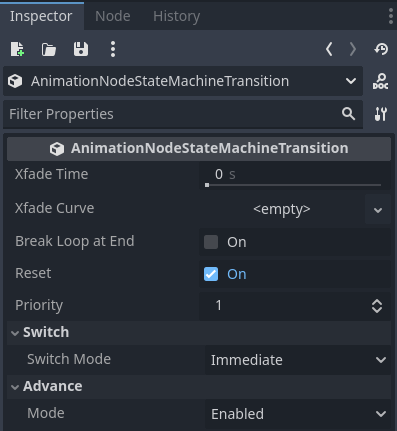 Inspector Node History
AnimationNodeStateMachineTransition
DOC
Filter Properties
AnimationNodeStateMachineTransition
Xfade Time 0 s
Xfade Curve <empty>
Break Loop at End On
Reset On
Priority 1
Switch
Switch Mode Immediate
Advance
Mode Enabled